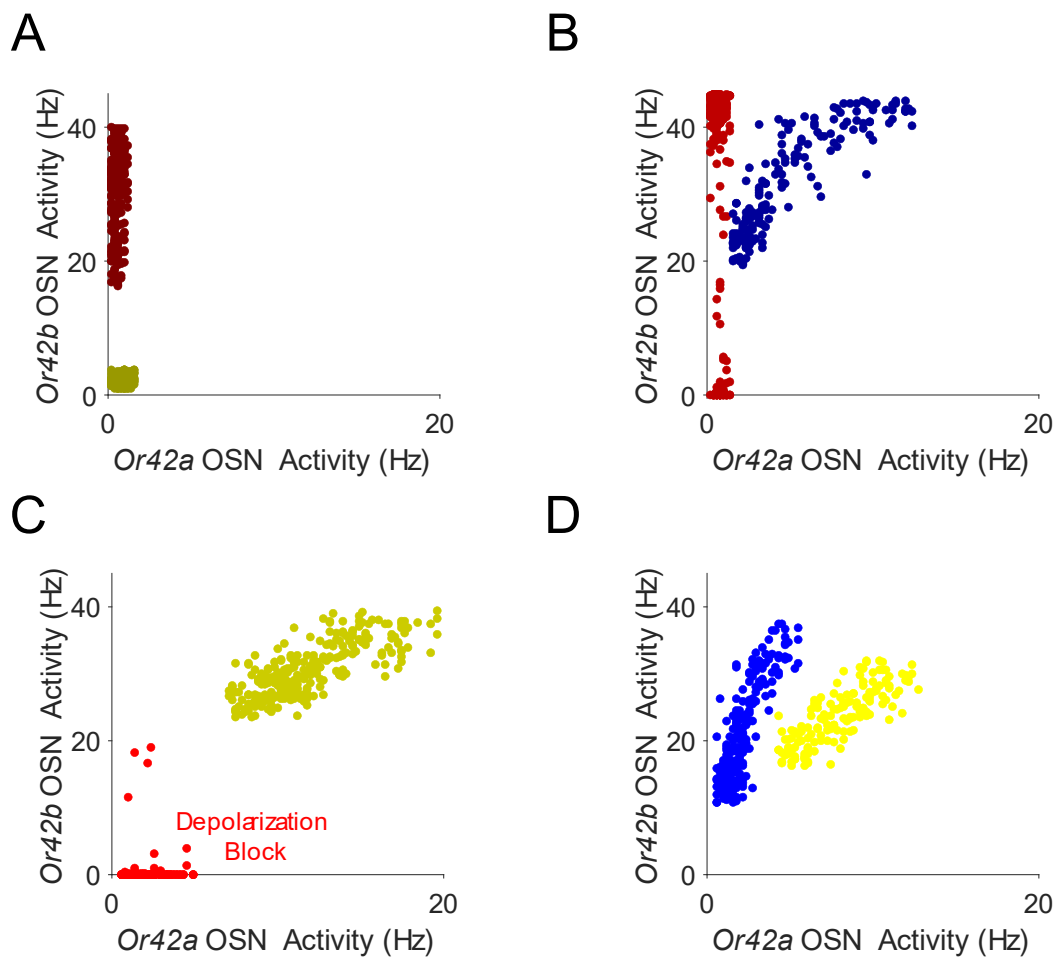 A
Or42b OSN Activity (Hz)
40
20
0
0
20
Or42a OSN Activity (Hz)
B
Or42b OSN Activity (Hz)
40
20
0
0
20
Or42a OSN Activity (Hz)
C
Or42b OSN Activity (Hz)
40
20
0
Depolarization
Block
0
20
Or42a OSN Activity (Hz)
D
Or42b OSN Activity (Hz)
40
20
0
0
20
Or42a OSN Activity (Hz)